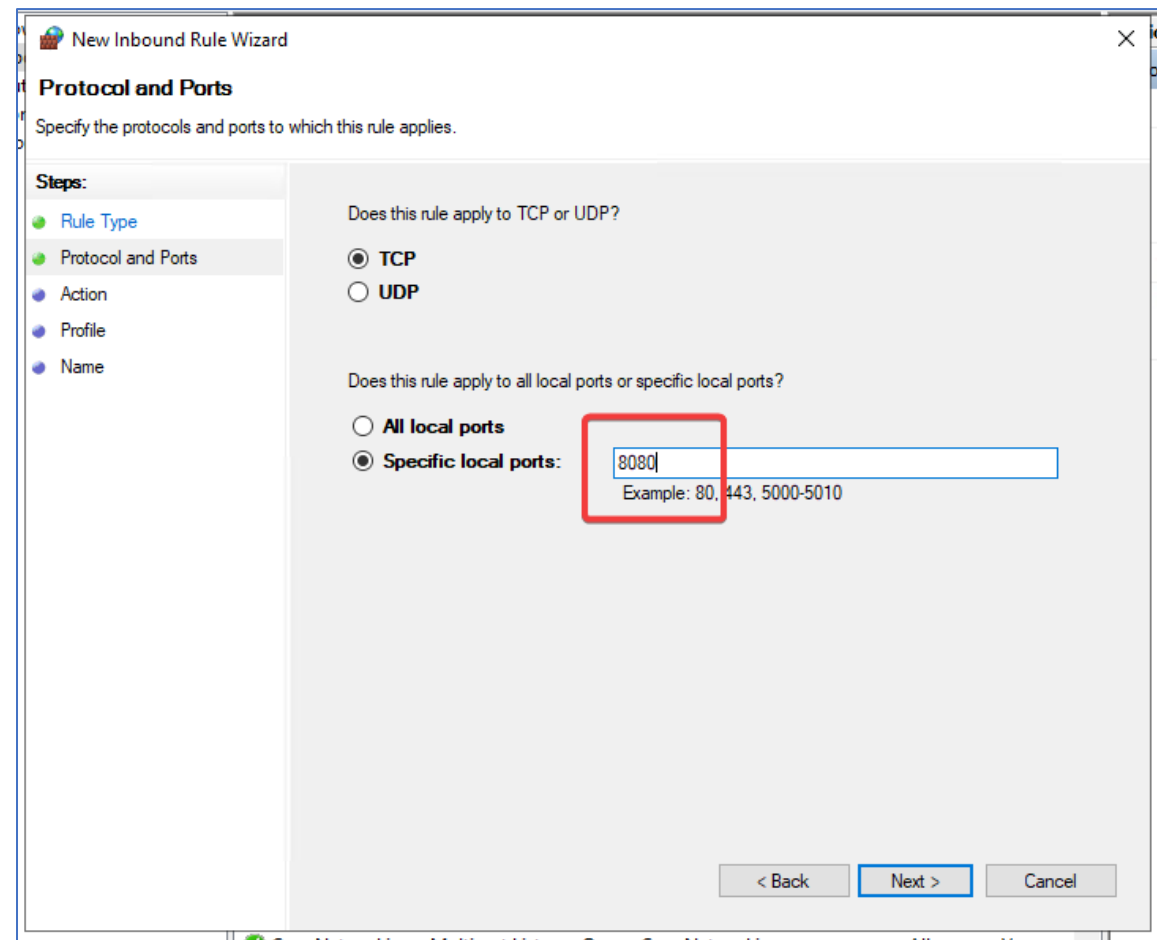 New Inbound Rule Wizard
Protocol and Ports
Specify the protocols and ports to which this rule applies.
Steps:
Rule Type
Protocol and Ports
Action
Profile
Name
Does this rule apply to TCP or UDP?
TCP
UDP
Does this rule apply to all local ports or specific local ports?
All local ports
Specific local ports: 8080
Example: 80, 443, 5000-5010
< Back Next > Cancel